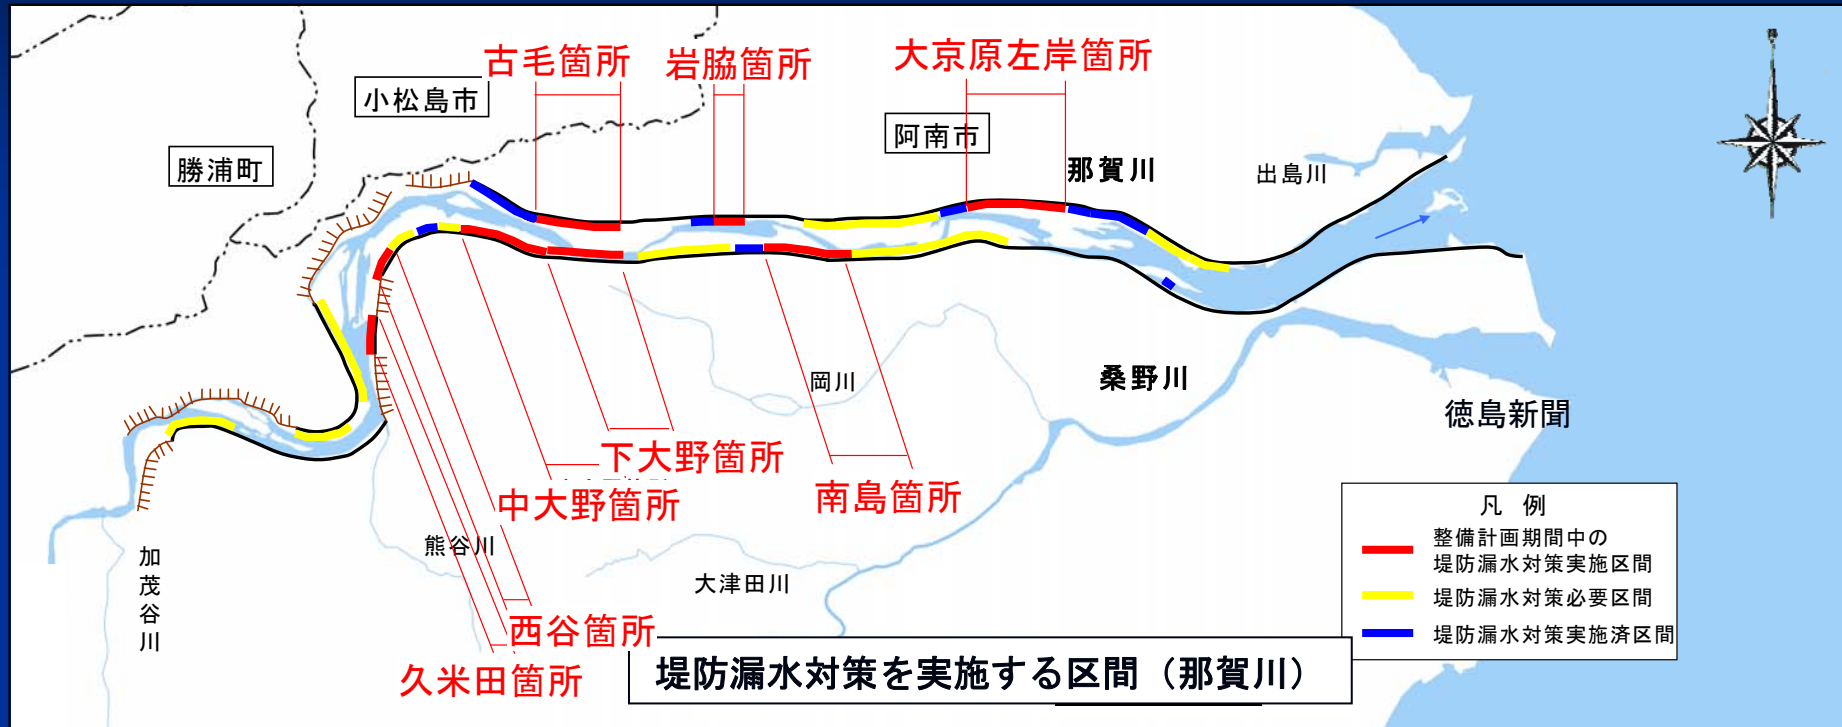 古毛箇所
岩脇箇所
大京原左岸箇所
小松島市
阿南市
勝浦町
那賀川
出島川
岡川
桑野川
徳島新聞
下大野箇所
中大野箇所
南島箇所
熊谷川
加茂谷川
大津田川
西谷箇所
久米田箇所
凡 例
整備計画期間中の
堤防漏水対策実施区間
堤防漏水対策必要区間
堤防漏水対策実施済区間
堤防漏水対策を実施する区間（那賀川）